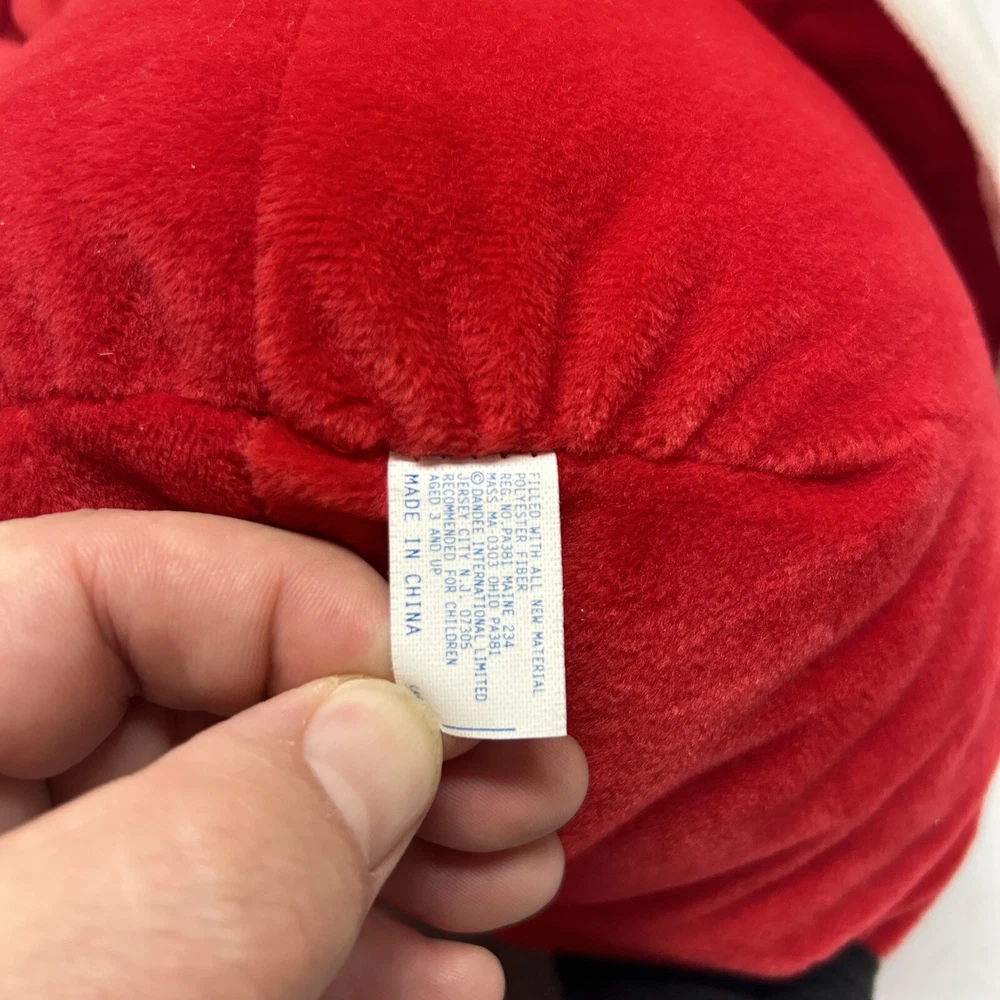 FILLED WITH ALL NEW MATERIAL
POLYESTER FIBER
REG.NO.PA381 MAINE 234
MASS MA 0303 OHIO PA381
©DANDEE INTERNATIONAL LIMITED
JERSEY CITY N.J. 07305
RECOMMENDED FOR CHILDREN
AGED 3 AND UP
MADE IN CHINA